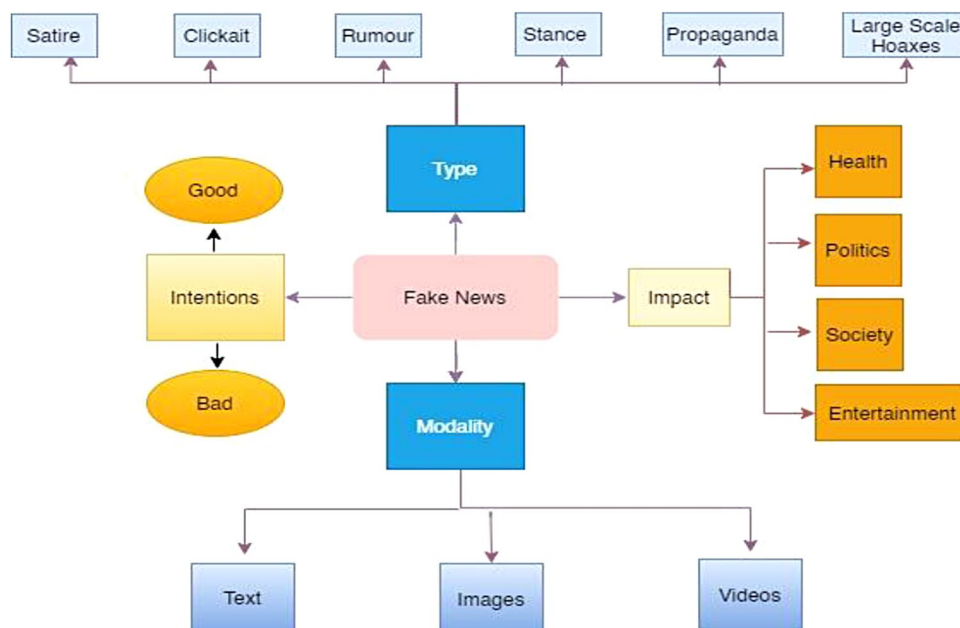 Satire
Clickait
Rumour
Stance
Propaganda
Large Scale
Hoaxes
Type
Health
Good
Politics
Intentions
Fake News
Impact
Society
Bad
Modality
Entertainment
Text
Images
Videos